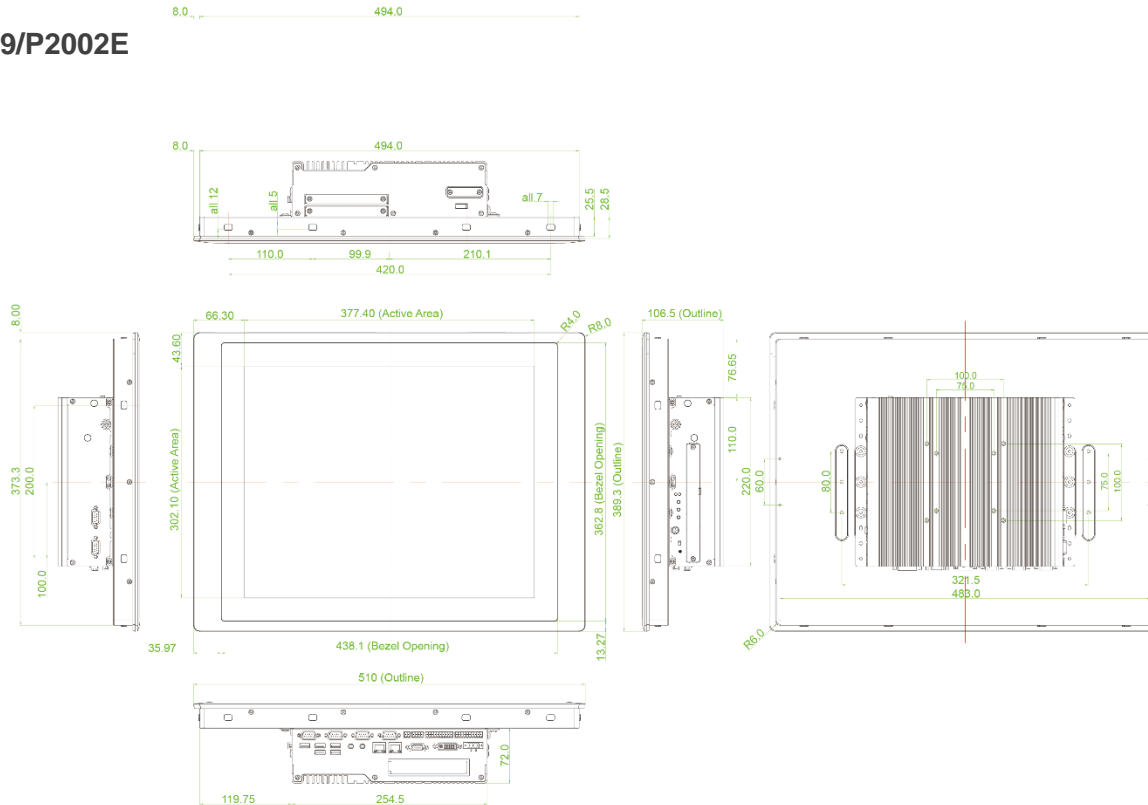 8.0 494.0
9/P2002E
8.0 494.0
all 12
all 5
all 7
25.5
28.5
110.0 99.9 210.1
420.0
8.00
66.30 377.40 (Active Area)
R4.0
R8.0
106.5 (Outline)
43.60
76.65
100.0
75.0
302.10 (Active Area)
362.8 (Bezel Opening)
389.3 (Outline)
373.3
200.0
100.0
110.0
220.0
60.0
80.0
75.0
100.0
321.5
483.0
R6.0
35.97 438.1 (Bezel Opening)
13.27
510 (Outline)
72.0
119.75 254.5